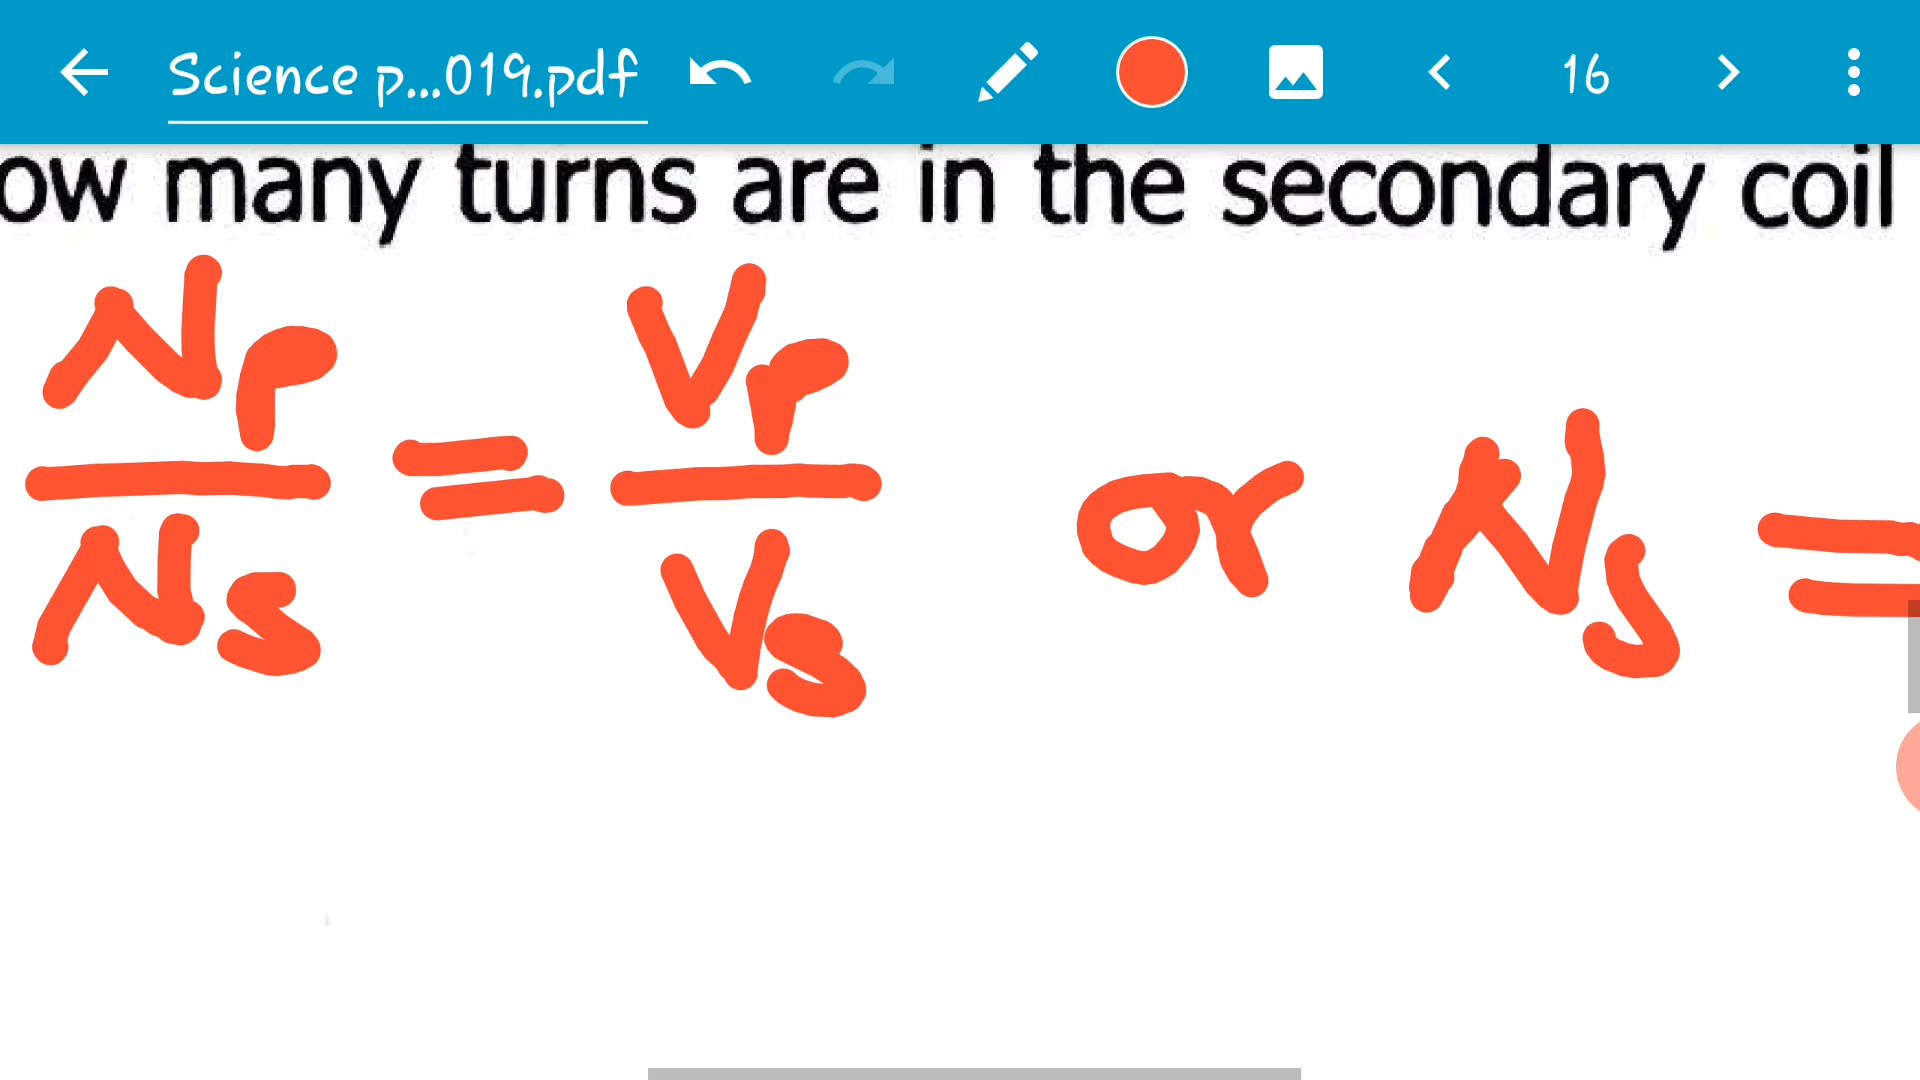 Science p...019.pdf 16
ow many turns are in the secondary coil
Np/Ns = Vp/Vs or Ns =